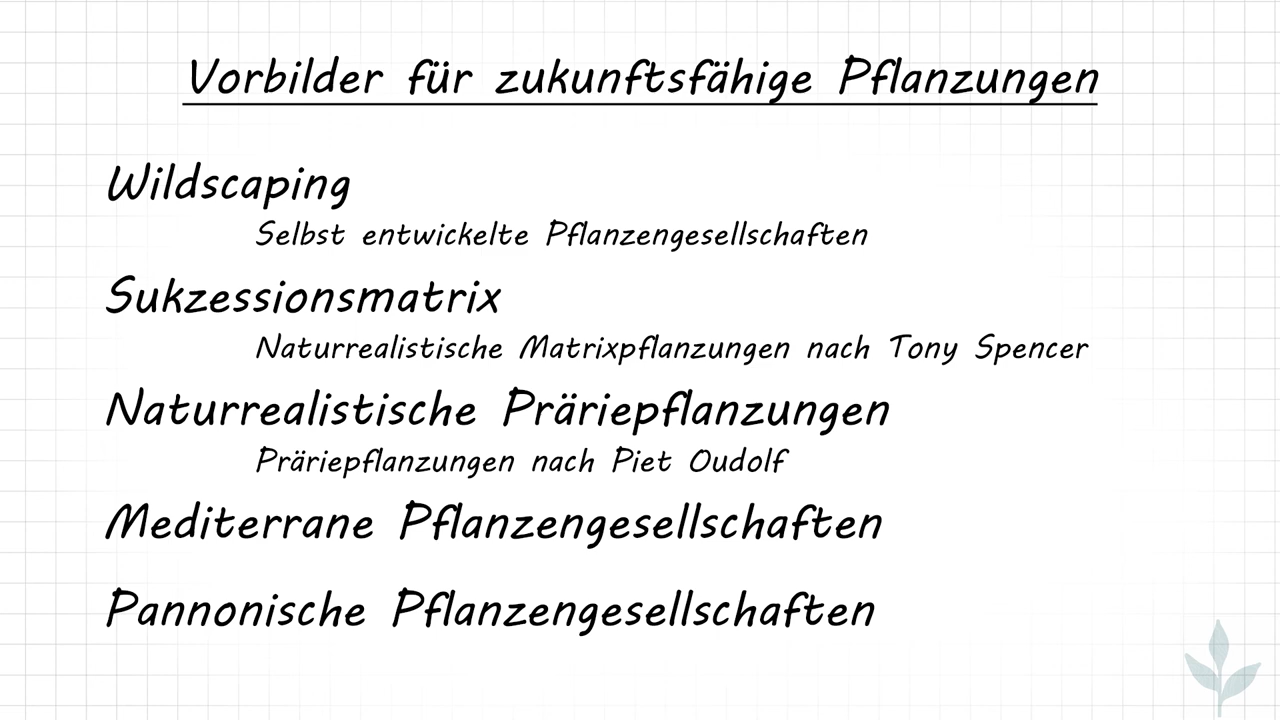 Vorbilder für zukunftsfähige Pflanzungen
Wildscaping
Selbst entwickelte Pflanzengesellschaften
Sukzessionsmatrix
Naturrealistische Matrixpflanzungen nach Tony Spencer
Naturrealistische Präriepflanzungen
Präriepflanzungen nach Piet Oudolf
Mediterrane Pflanzengesellschaften
Pannonische Pflanzengesellschaften